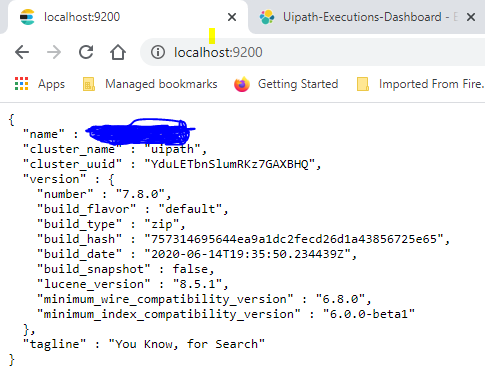 localhost:9200
Uipath-Executions-Dashboard - E
localhost:9200
Apps Managed bookmarks Getting Started Imported From Fire.
{
"name" :
"cluster_name" : "uipath",
"cluster_uuid" : "YduLETbnSlumRKz7GAXBHQ",
"version" : {
"number" : "7.8.0",
"build_flavor" : "default",
"build_type" : "zip",
"build_hash" : "757314695644ea9a1dc2fecd26d1a43856725e65",
"build_date" : "2020-06-14T19:35:50.234439Z",
"build_snapshot" : false,
"lucene_version" : "8.5.1",
"minimum_wire_compatibility_version" : "6.8.0",
"minimum_index_compatibility_version" : "6.0.0-beta1"
},
"tagline" : "You Know, for Search"
}